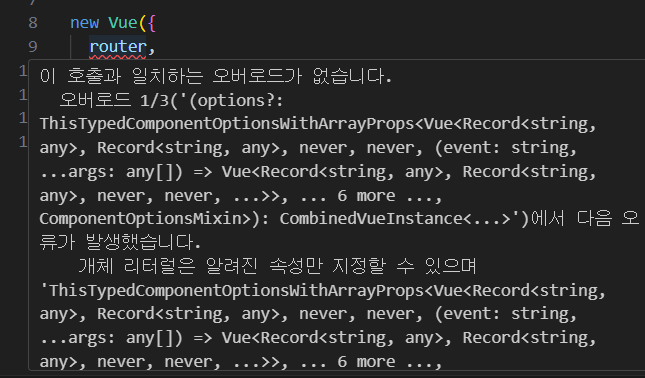 7
8 new Vue({
9 router,
1 이 호출과 일치하는 오버로드가 없습니다.
1 오버로드 1/3('(options?:
1 ThisTypedComponentOptionsWithArrayProps<Vue<Record<string,
1 any>, Record<string, any>, never, never, (event: string,
...args: any[]) => Vue<Record<string, any>, Record<string,
any>, never, never, ...>>, ... 6 more ...,
ComponentOptionsMixin>): CombinedVueInstance<...>')에서 다음 오
류가 발생했습니다.
개체 리터럴은 알려진 속성만 지정할 수 있으며
'ThisTypedComponentOptionsWithArrayProps<Vue<Record<string,
any>, Record<string, any>, never, never, (event: string,
...args: any[]) => Vue<Record<string, any>, Record<string,
any>, never, never, ...>>, ... 6 more ...,